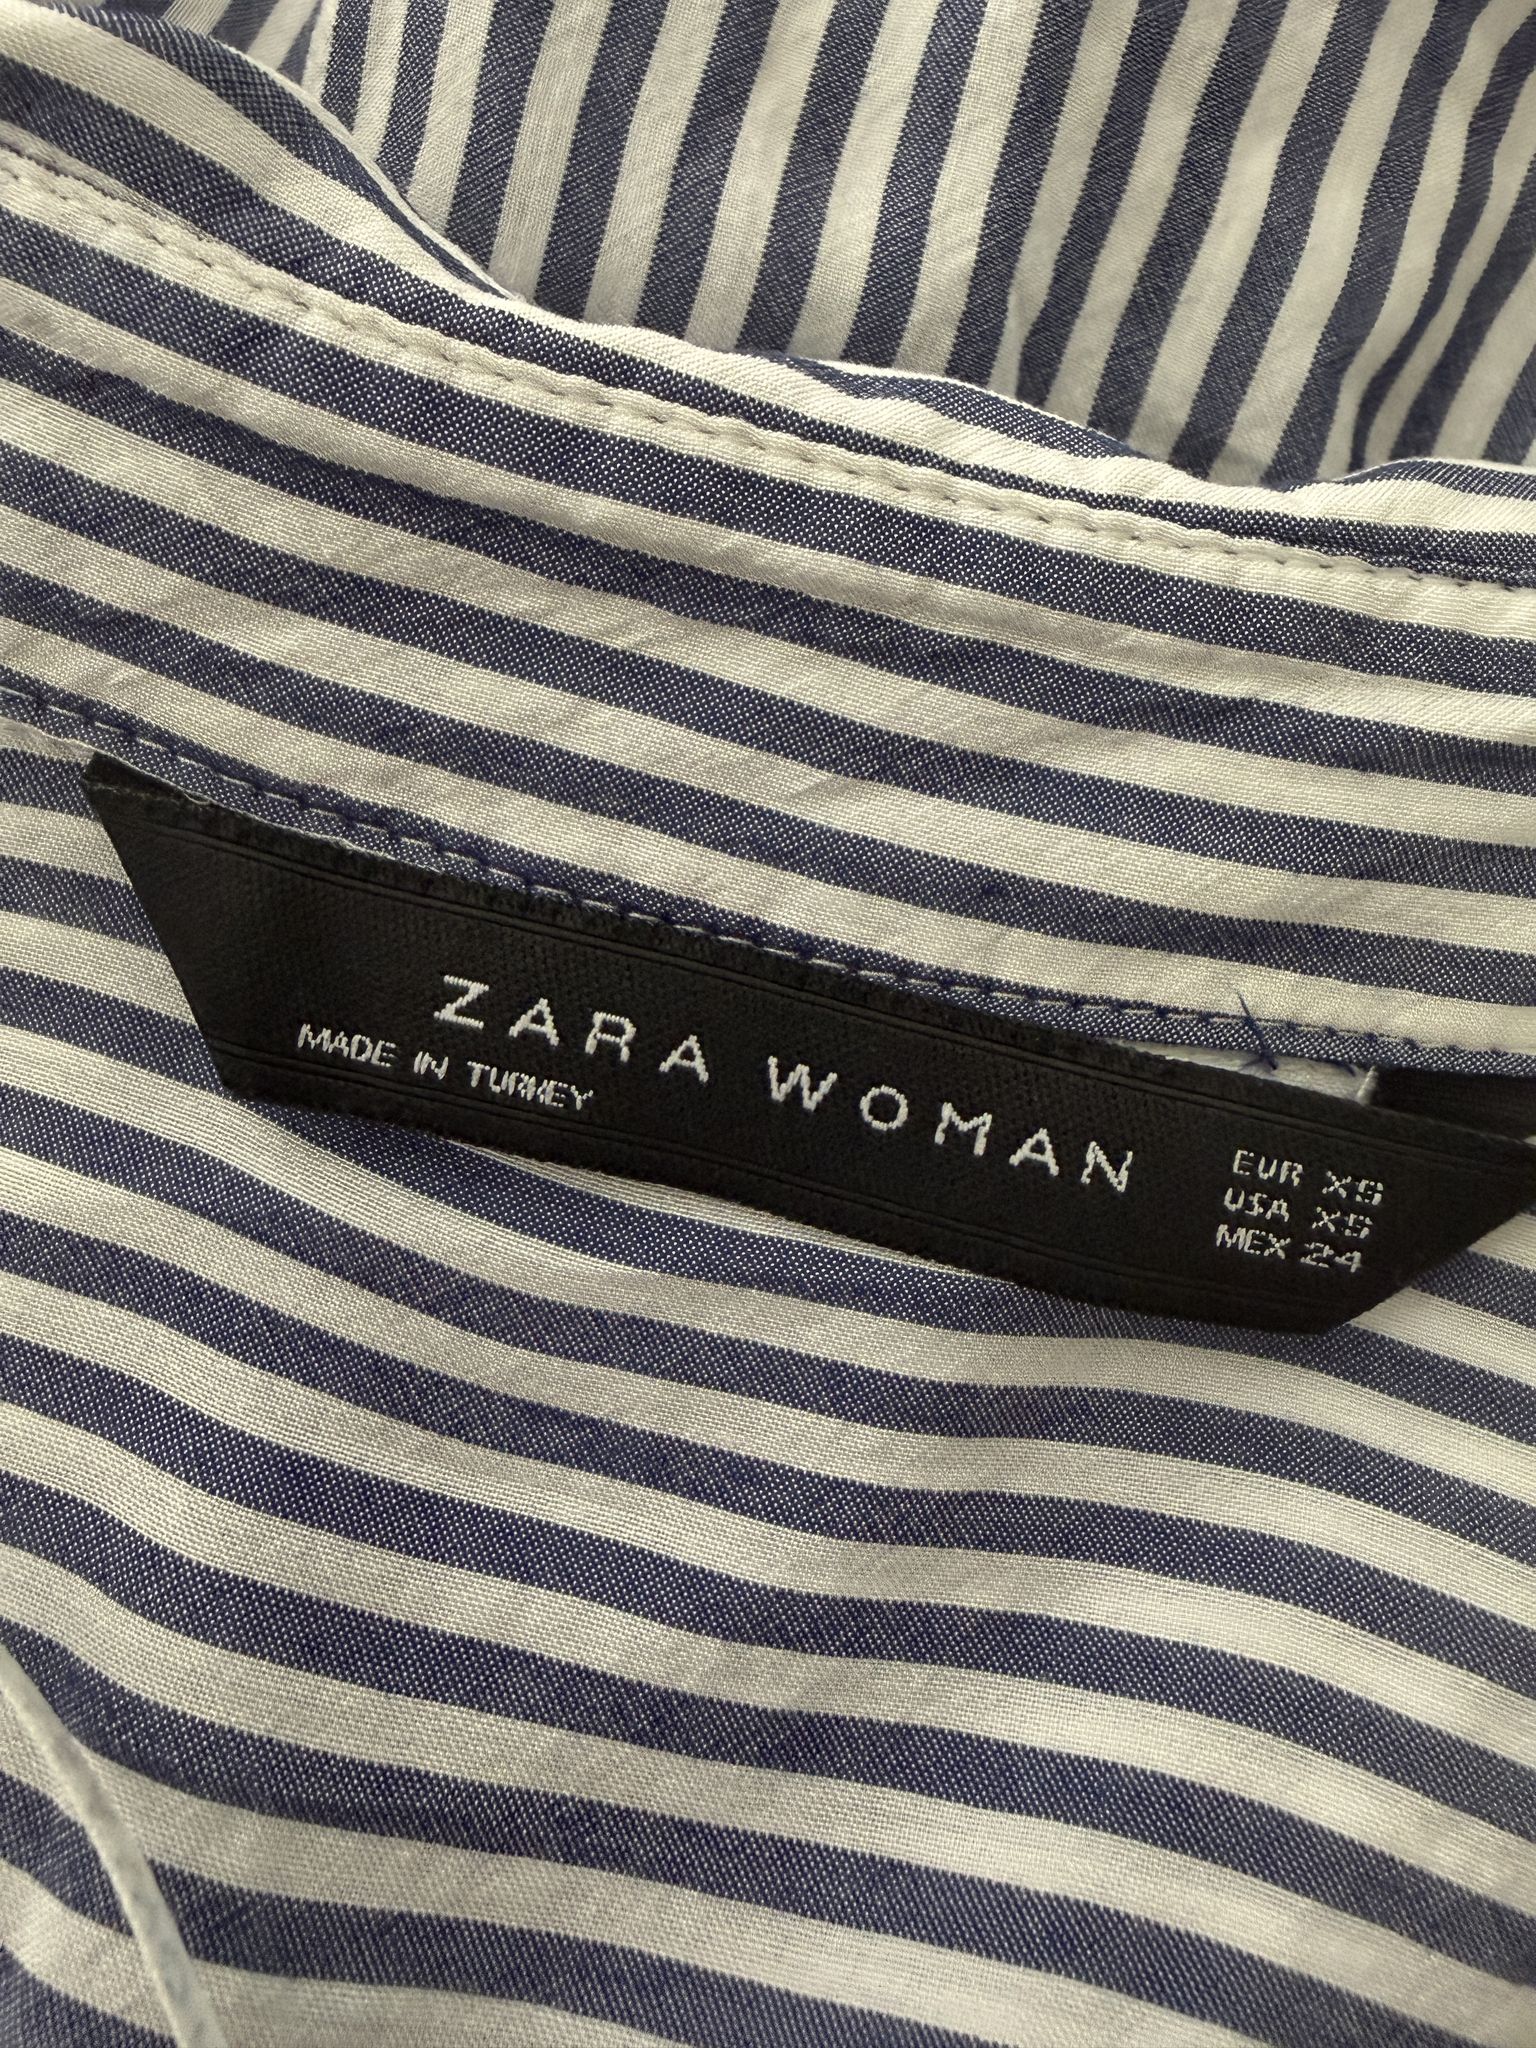 ZARA WOMAN
MADE IN TURKEY
EUR XS
USA XS
MEX 24